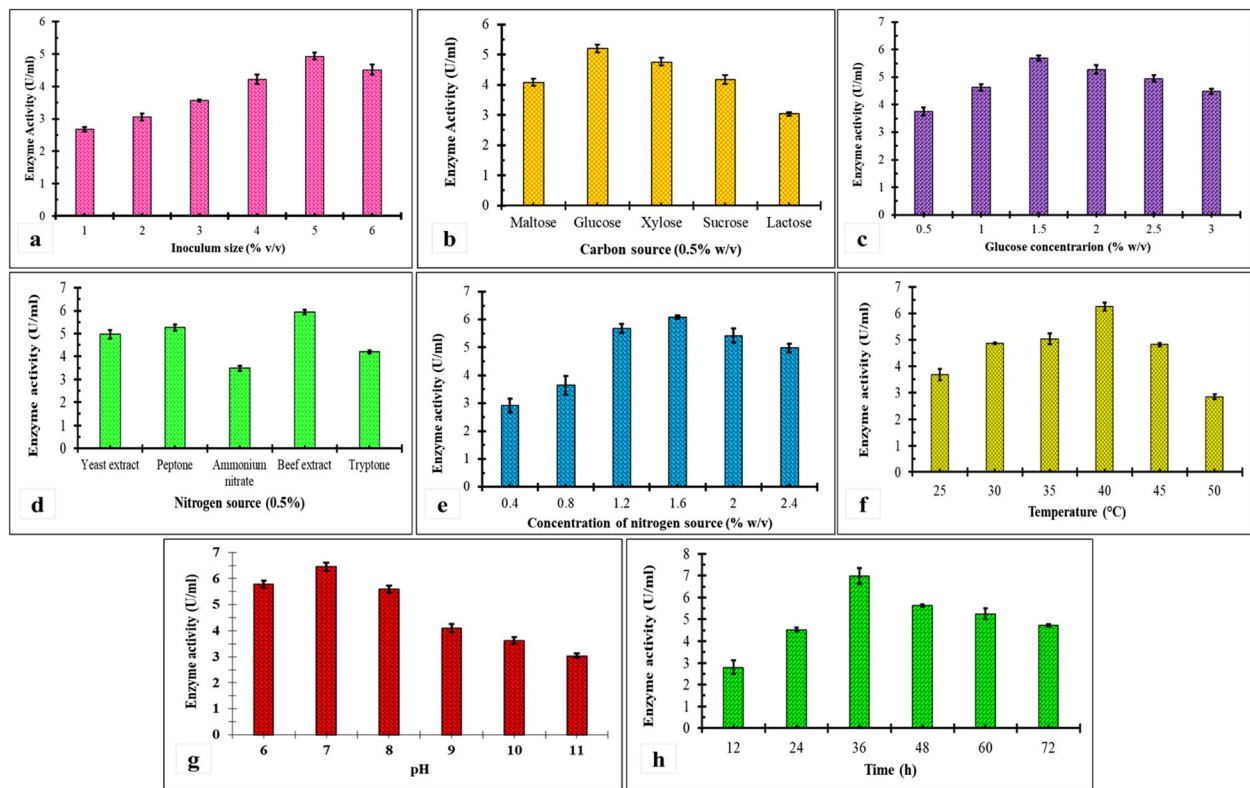 Enzyme Activity (U/ml)
6
5
4
3
2
1
0
1 2 3 4 5 6
Inoculum size (% v/v)
a
Enzyme Activity (U/ml)
6
5
4
3
2
1
0
Maltose Glucose Xylose Sucrose Lactose
Carbon source (0.5% w/v)
b
Enzyme activity (U/ml)
7
6
5
4
3
2
1
0
0.5 1 1.5 2 2.5 3
Glucose concentrarion (% w/v)
c
Enzyme activity (U/ml)
7
6
5
4
3
2
1
0
Yeast extract Peptone Ammonium Beef extract Tryptone
nitrate
Nitrogen source (0.5%)
d
Enzyme activity (U/ml)
7
6
5
4
3
2
1
0
0.4 0.8 1.2 1.6 2 2.4
Concentration of nitrogen source (% w/v)
e
Enzyme activity (U/ml)
7
6
5
4
3
2
1
0
25 30 35 40 45 50
Temperature (°C)
f
Enzyme activity (U/ml)
7
6
5
4
3
2
1
0
6 7 8 9 10 11
pH
g
Enzyme activity (U/ml)
8
7
6
5
4
3
2
1
0
12 24 36 48 60 72
Time (h)
h